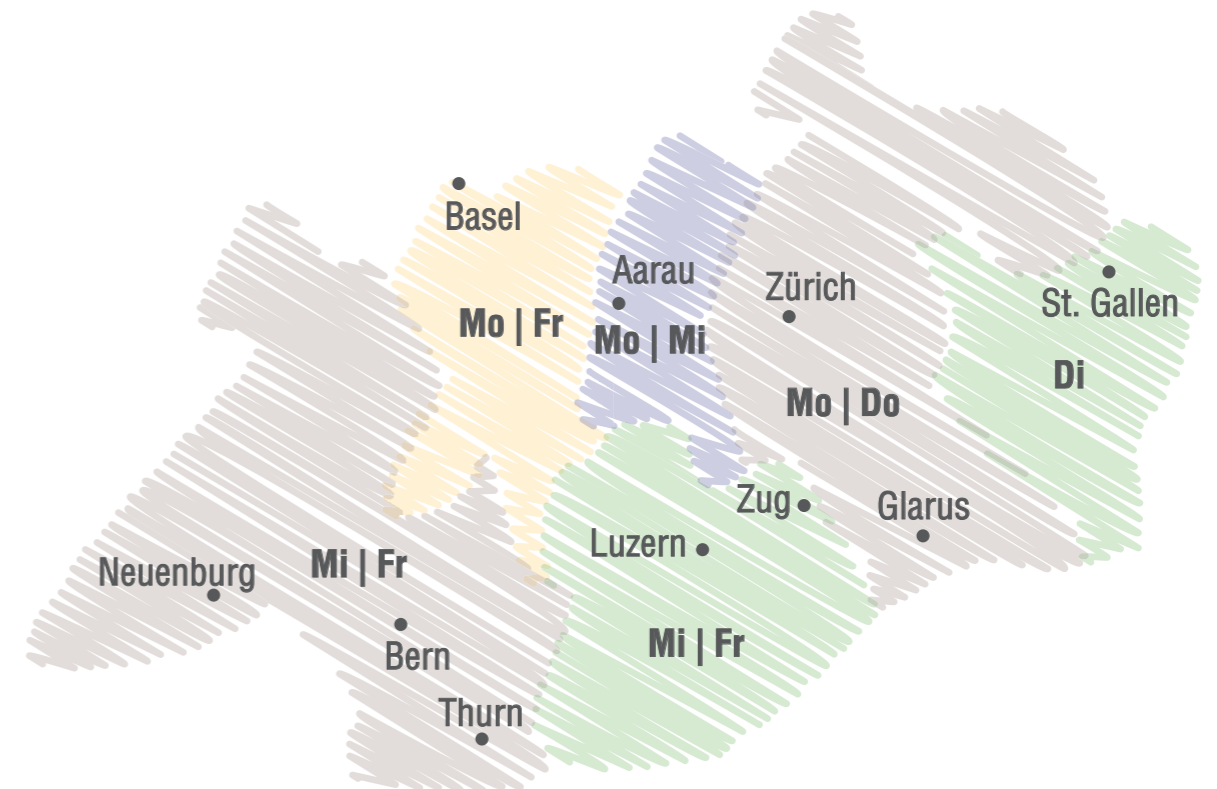 Basel
Aarau
Zürich
St. Gallen
Mo | Fr
Mo | Mi
Di
Mo | Do
Zug
Glarus
Luzern
Neuenburg
Mi | Fr
Bern
Mi | Fr
Thurn